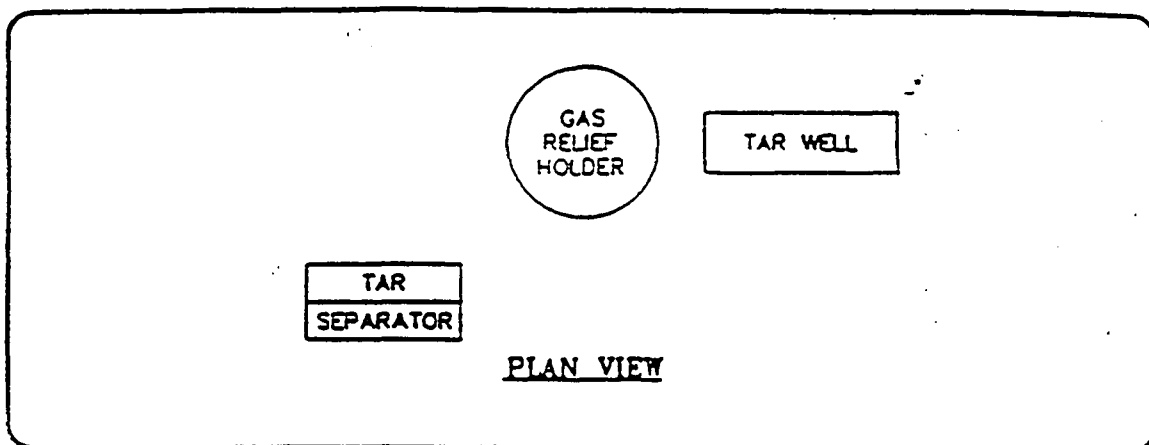 GAS
RELIEF
HOLDER
TAR WELL
TAR
SEPARATOR
PLAN VIEW